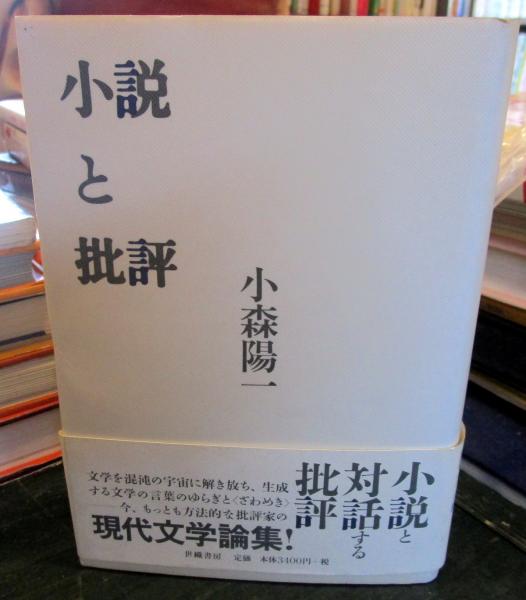 小説
と
批評
小森陽一
小説と
対話する
批評
文学を混沌の宇宙に解き放ち、生成
する文学の言葉のゆらぎと〈ざわめき〉
今、もっとも方法的な批評家の
現代文学論集!
世織書房 定価 本体3400円+税